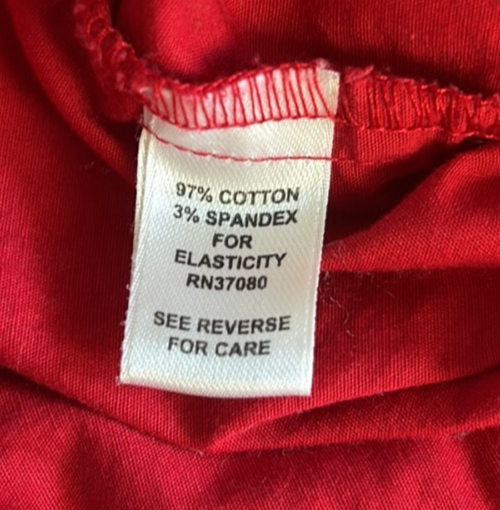 97% COTTON
3% SPANDEX
FOR
ELASTICITY
RN37080
SEE REVERSE
FOR CARE